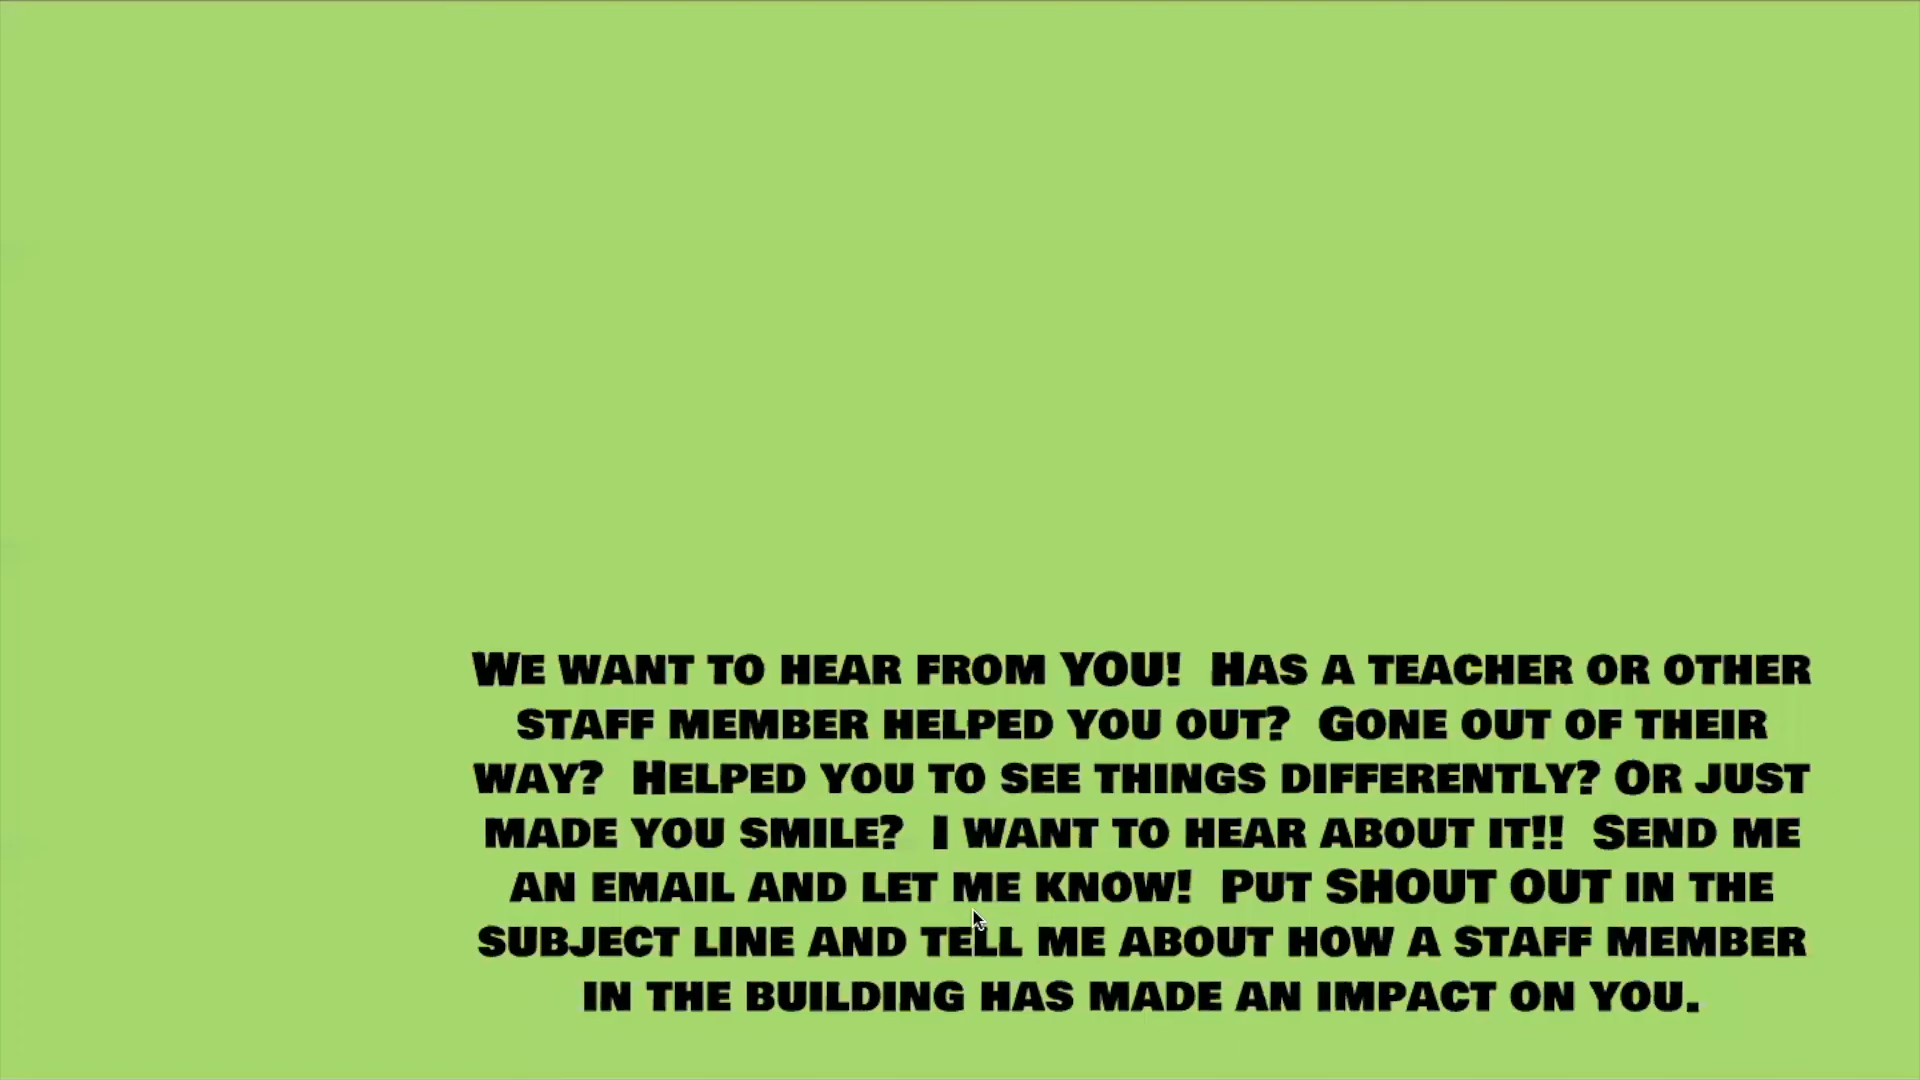 We want to hear from YOU!  Has a teacher or other
staff member helped you out?  Gone out of their
way?  Helped you to see things differently? Or just
made you smile?  I want to hear about it!!  Send me
an email and let me know!  Put SHOUT OUT in the
subject line and tell me about how a staff member
in the building has made an impact on you.